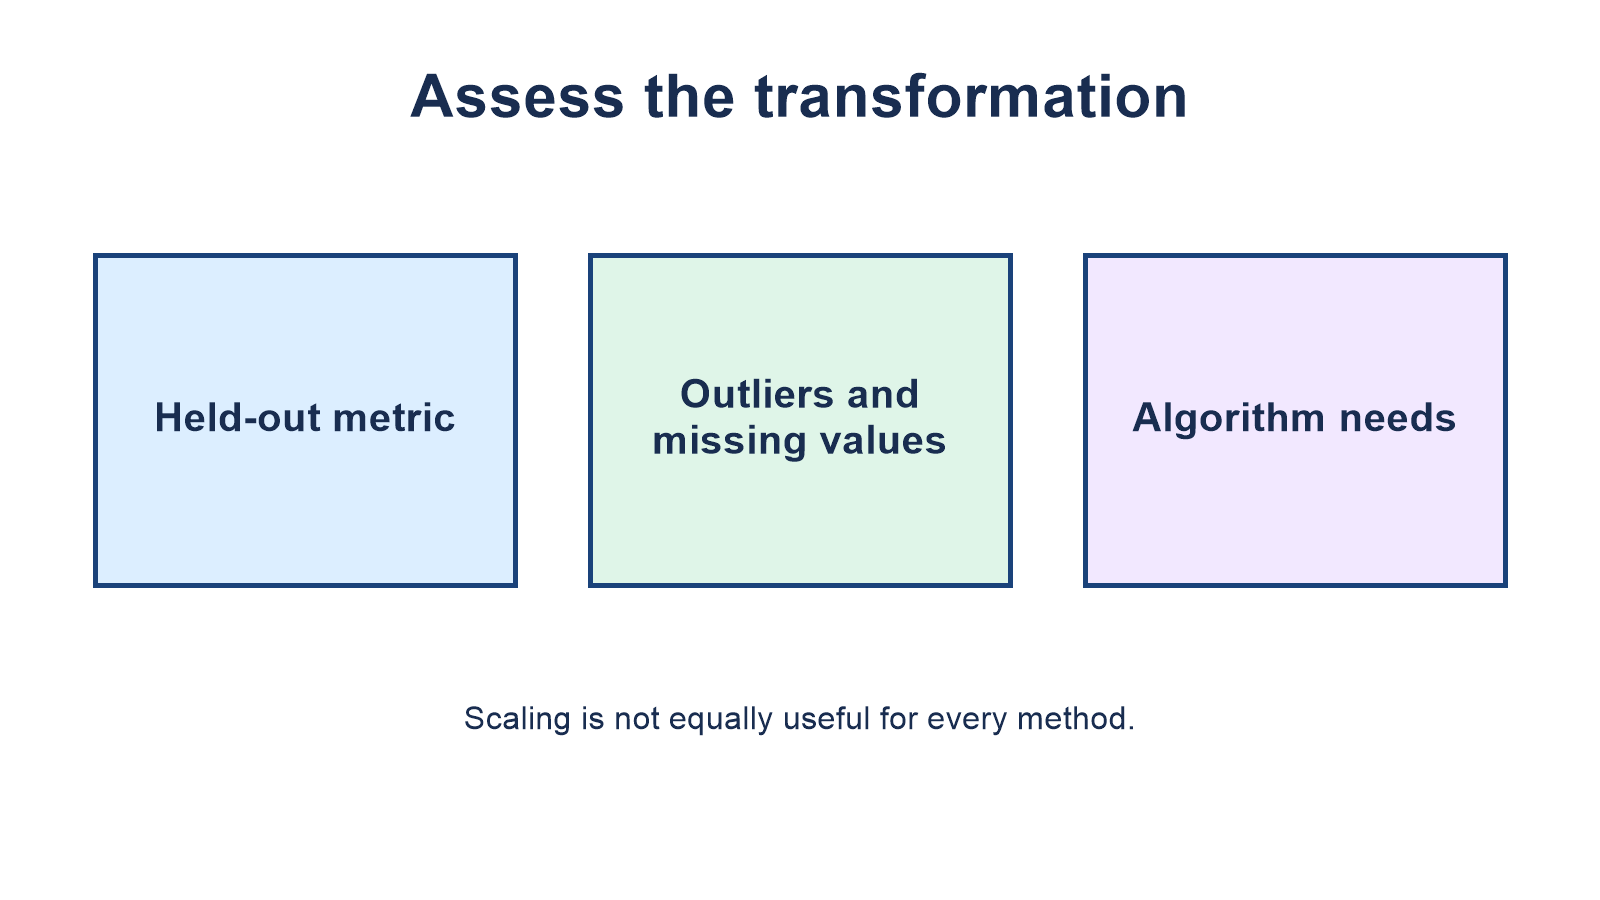 Assess the transformation
Held-out metric
Outliers and
missing values
Algorithm needs
Scaling is not equally useful for every method.